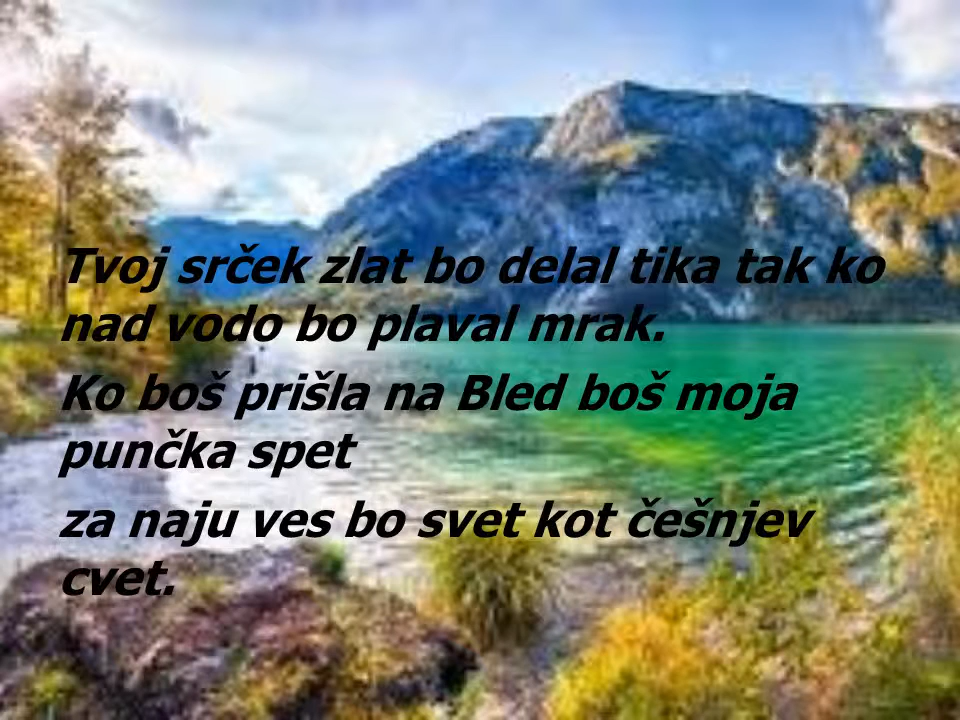 Tvoj srček zlat bo delal tika tak ko
nad vodo bo plaval mrak.
Ko boš prišla na Bled boš moja
punčka spet
za naju ves bo svet kot češnjev
cvet.